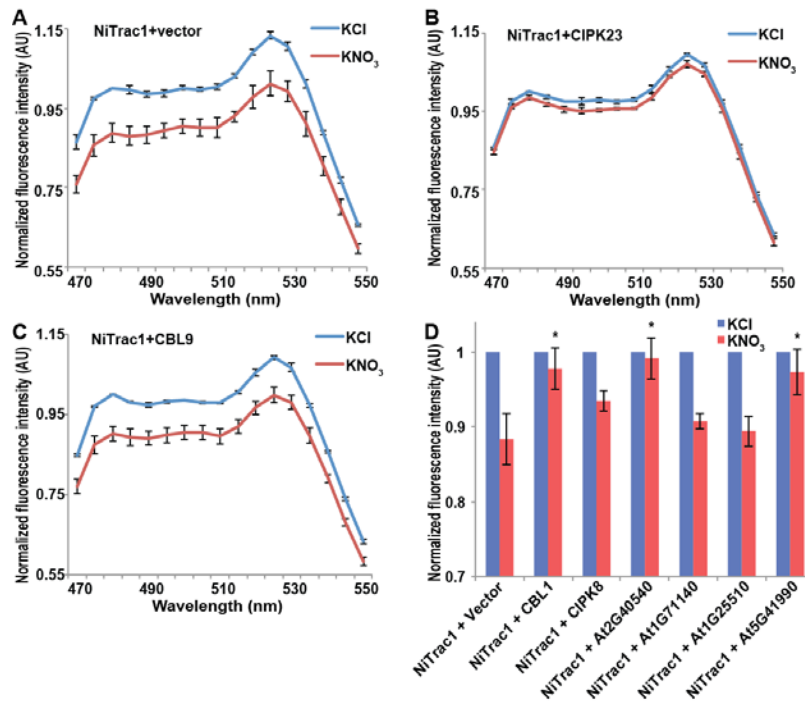 A
NiTrac1+vector
KCl
KNO3
Normalized fluorescence intensity (AU)
1.15
0.95
0.75
0.55
470 490 510 530 550
Wavelength (nm)
B
NiTrac1+CIPK23
KCl
KNO3
Normalized fluorescence intensity (AU)
1.15
0.95
0.75
0.55
470 490 510 530 550
Wavelength (nm)
C
NiTrac1+CBL9
KCl
KNO3
Normalized fluorescence intensity (AU)
1.15
0.95
0.75
0.55
470 490 510 530 550
Wavelength (nm)
D
KCl
KNO3
* * *
Normalized fluorescence intensity (AU)
1
0.9
0.8
0.7
NiTrac1 + Vector
NiTrac1 + CBL1
NiTrac1 + CIPK8
NiTrac1 + At2G40540
NiTrac1 + At1G71140
NiTrac1 + At1G25510
NiTrac1 + At5G41990